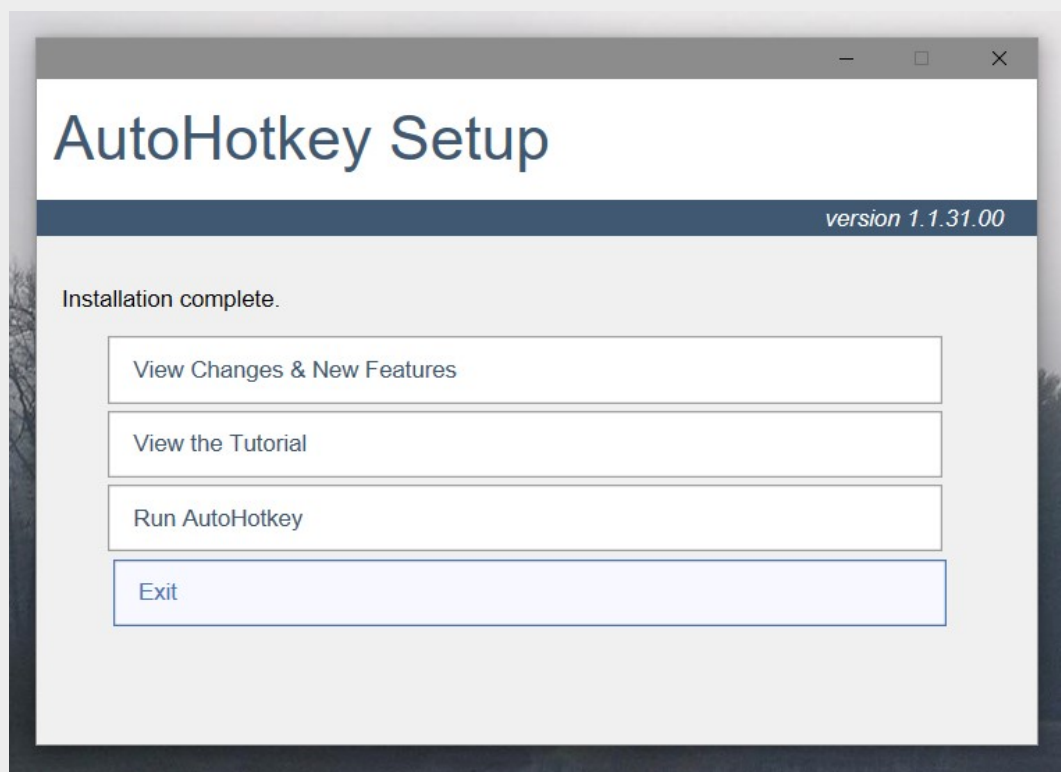 AutoHotkey Setup
version 1.1.31.00
Installation complete.
View Changes & New Features
View the Tutorial
Run AutoHotkey
Exit